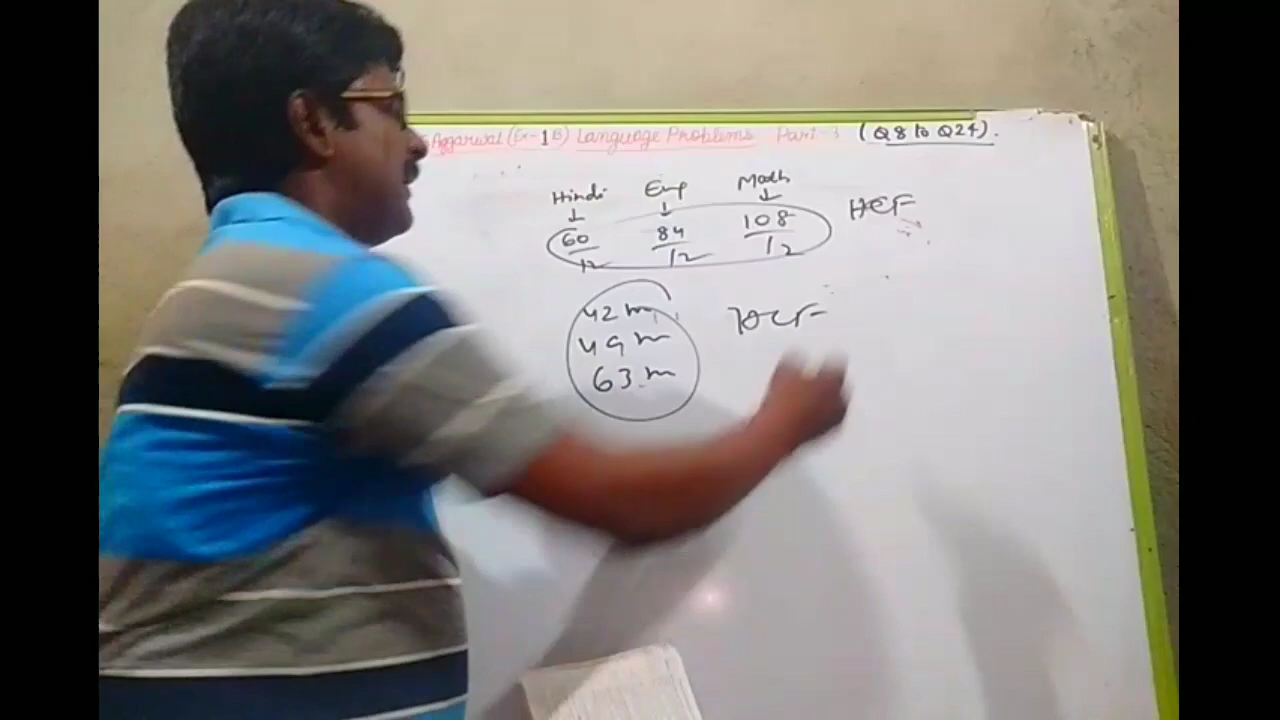 Aggarwal (Ex-1B) Language Problems Part-3 (Q8 to Q24).
Hindi Eng Math
60 84 108 HCF
12 12 12
42 m HCF
49 m
63 m